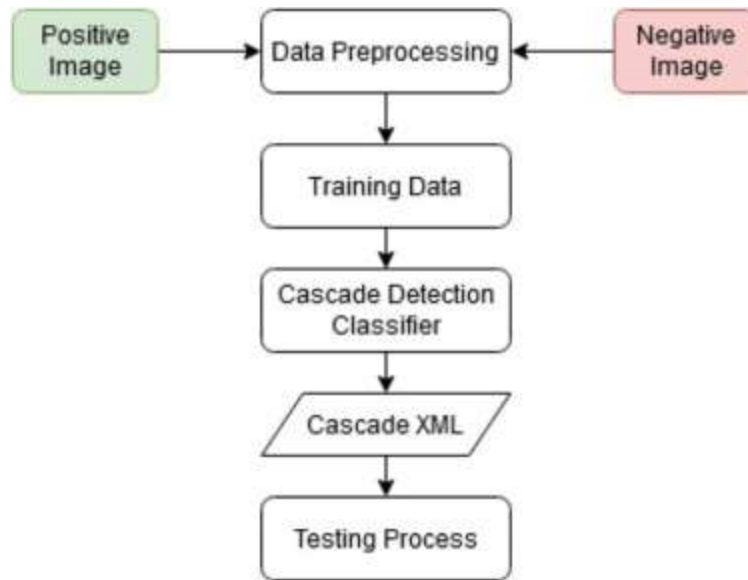 Positive
Image
Data Preprocessing
Negative
Image
Training Data
Cascade Detection
Classifier
Cascade XML
Testing Process